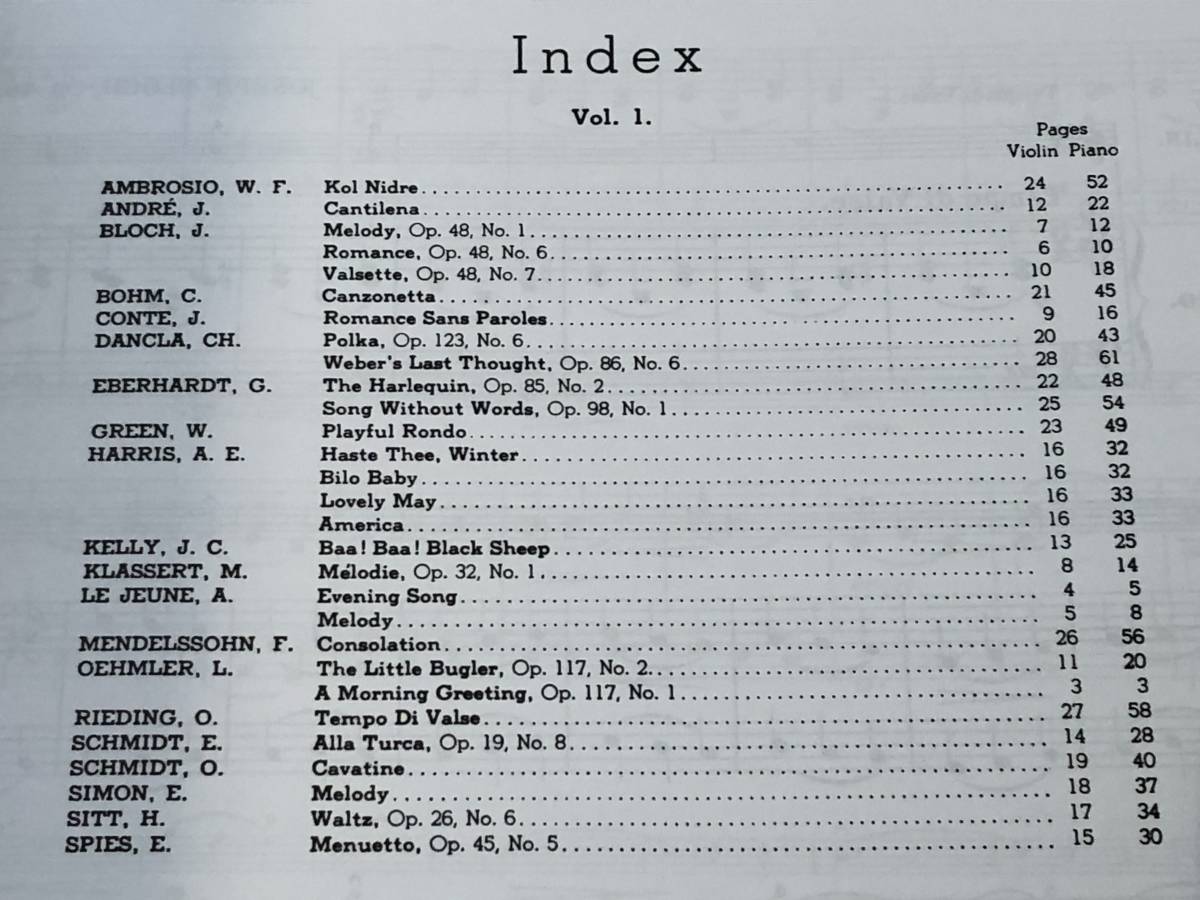 Index
Vol. 1.
Pages
Violin Piano
AMBROSIO, W. F. Kol Nidre 24 52
ANDRÉ, J. Cantilena 12 22
BLOCH, J. Melody, Op. 48, No. 1 7 12
Romance, Op. 48, No. 6 6 10
Valsette, Op. 48, No. 7 10 18
BOHM, C. Canzonetta 21 45
CONTE, J. Romance Sans Paroles 9 16
DANCLA, CH. Polka, Op. 123, No. 6 20 43
Weber's Last Thought, Op. 86, No. 6 28 61
EBERHARDT, G. The Harlequin, Op. 85, No. 2 22 48
Song Without Words, Op. 98, No. 1 25 54
GREEN, W. Playful Rondo 23 49
HARRIS, A. E. Haste Thee, Winter 16 32
Bilo Baby 16 32
Lovely May 16 33
America 16 33
KELLY, J. C. Baa! Baa! Black Sheep 13 25
KLASSERT, M. Mélodie, Op. 32, No. 1 8 14
LE JEUNE, A. Evening Song 4 5
Melody 5 8
MENDELSSOHN, F. Consolation 26 56
OEHMLER, L. The Little Bugler, Op. 117, No. 2 11 20
A Morning Greeting, Op. 117, No. 1 3 3
RIEDING, O. Tempo Di Valse 27 58
SCHMIDT, E. Alla Turca, Op. 19, No. 8 14 28
SCHMIDT, O. Cavatine 19 40
SIMON, E. Melody 18 37
SITT, H. Waltz, Op. 26, No. 6 17 34
SPIES, E. Menuetto, Op. 45, No. 5 15 30